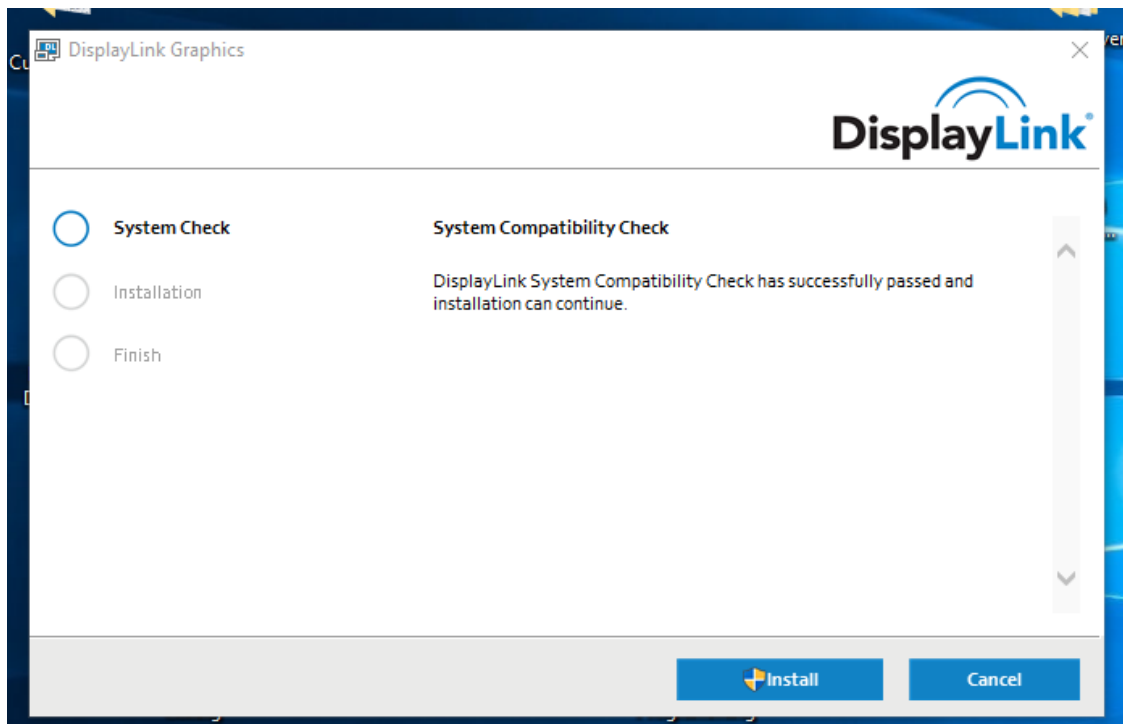 DL
DisplayLink Graphics
DisplayLink®
System Check
Installation
Finish
System Compatibility Check
DisplayLink System Compatibility Check has successfully passed and
installation can continue.
Install
Cancel